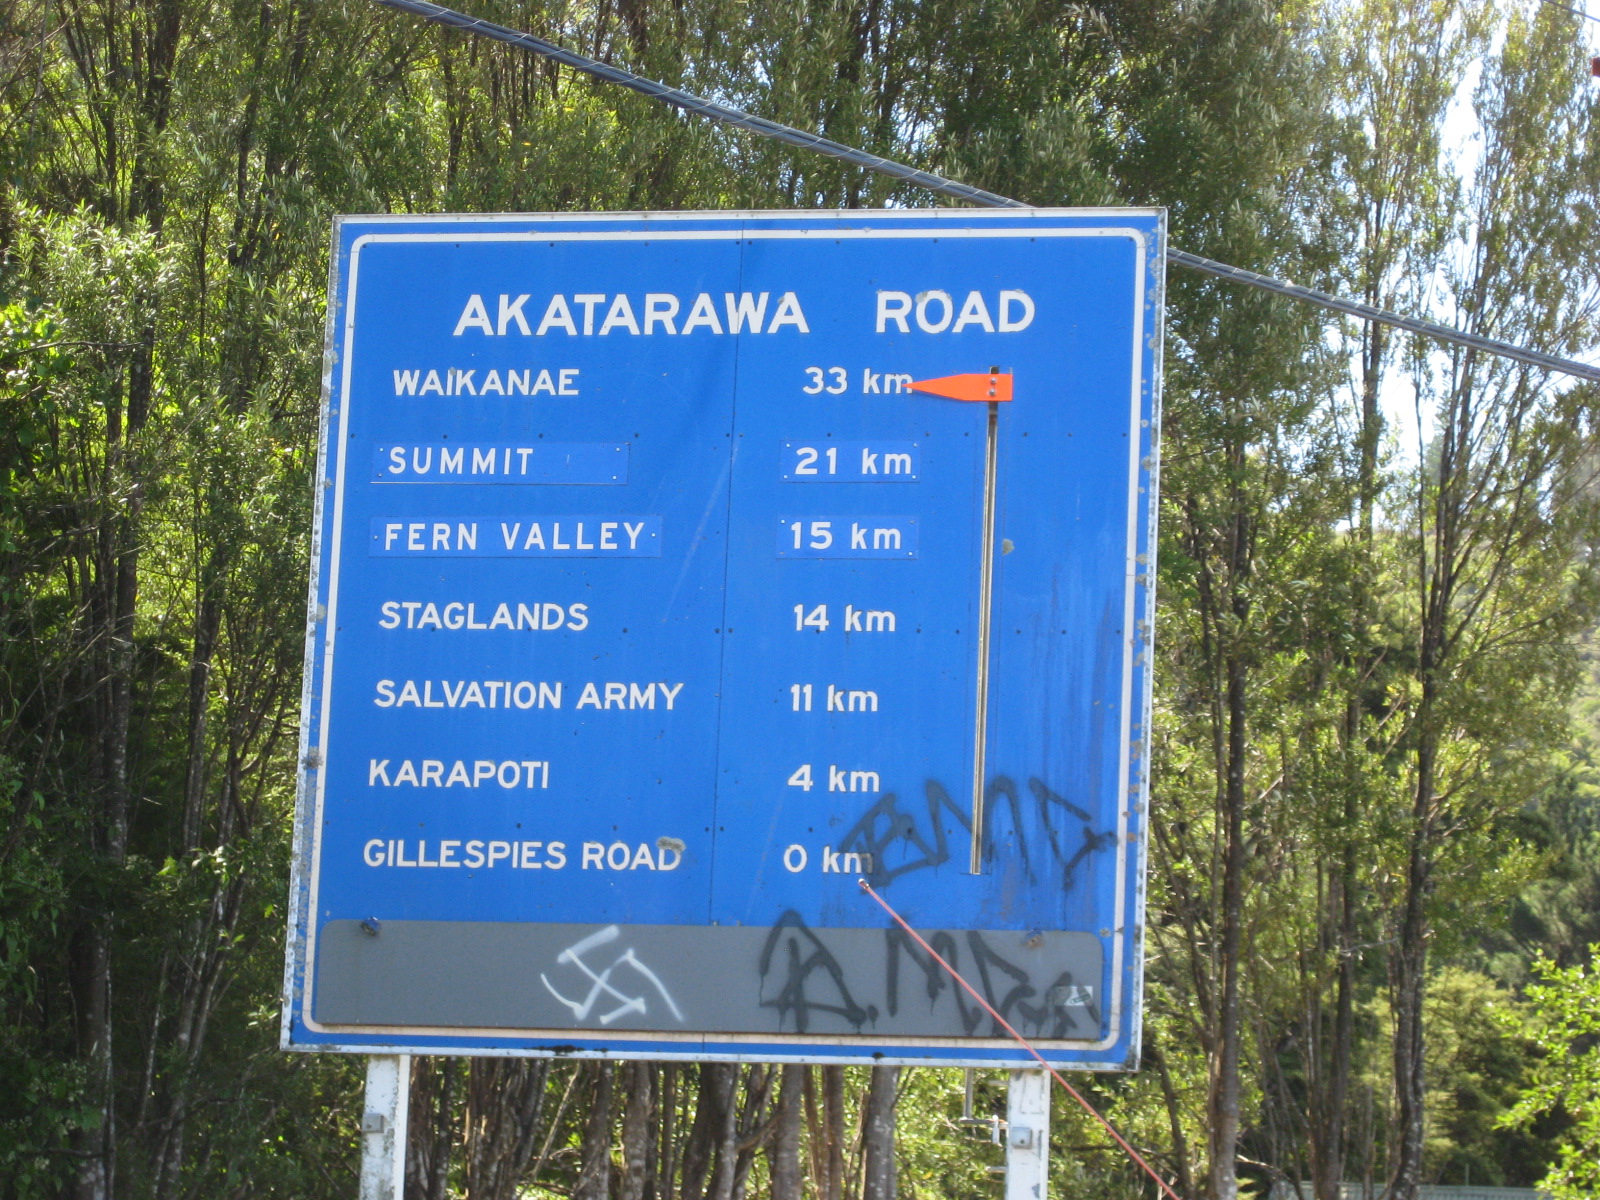 AKATARAWA ROAD
WAIKANAE 33 km
SUMMIT 21 km
FERN VALLEY 15 km
STAGLANDS 14 km
SALVATION ARMY 11 km
KARAPOTI 4 km
GILLESPIES ROAD 0 km